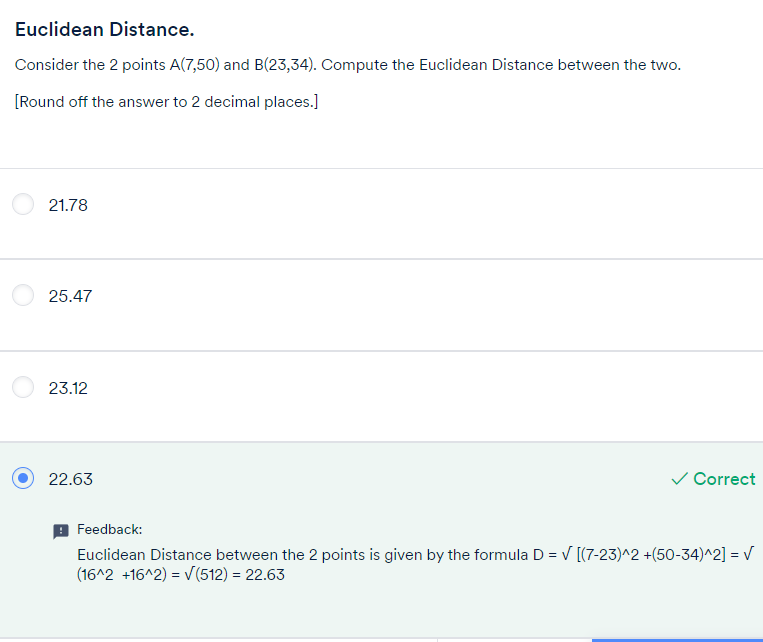 Euclidean Distance.
Consider the 2 points A(7,50) and B(23,34). Compute the Euclidean Distance between the two.
[Round off the answer to 2 decimal places.]
21.78
25.47
23.12
22.63
Correct
Feedback:
Euclidean Distance between the 2 points is given by the formula D = √ [(7-23)^2 +(50-34)^2] = √
(16^2  +16^2) = √(512) = 22.63